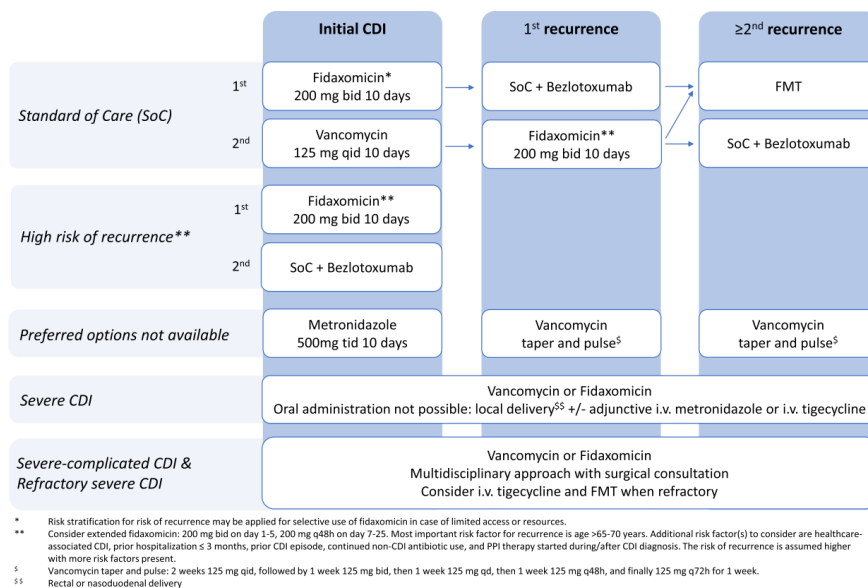 Initial CDI
1st recurrence
≥2nd recurrence
Standard of Care (SoC)
1st
Fidaxomicin*
200 mg bid 10 days
SoC + Bezlotoxumab
FMT
2nd
Vancomycin
125 mg qid 10 days
Fidaxomicin**
200 mg bid 10 days
SoC + Bezlotoxumab
High risk of recurrence**
1st
Fidaxomicin**
200 mg bid 10 days
2nd
SoC + Bezlotoxumab
Preferred options not available
Metronidazole
500mg tid 10 days
Vancomycin
taper and pulse$
Vancomycin
taper and pulse$
Severe CDI
Vancomycin or Fidaxomicin
Oral administration not possible: local delivery$$ +/- adjunctive i.v. metronidazole or i.v. tigecycline
Severe-complicated CDI &
Refractory severe CDI
Vancomycin or Fidaxomicin
Multidisciplinary approach with surgical consultation
Consider i.v. tigecycline and FMT when refractory
* Risk stratification for risk of recurrence may be applied for selective use of fidaxomicin in case of limited access or resources.
** Consider extended fidaxomicin: 200 mg bid on day 1-5, 200 mg q48h on day 7-25. Most important risk factor for recurrence is age >65-70 years. Additional risk factor(s) to consider are healthcare-
associated CDI, prior hospitalization ≤ 3 months, prior CDI episode, continued non-CDI antibiotic use, and PPI therapy started during/after CDI diagnosis. The risk of recurrence is assumed higher
with more risk factors present.
$ Vancomycin taper and pulse: 2 weeks 125 mg qid, followed by 1 week 125 mg bid, then 1 week 125 mg qd, then 1 week 125 mg q48h, and finally 125 mg q72h for 1 week.
$$ Rectal or nasoduodenal delivery